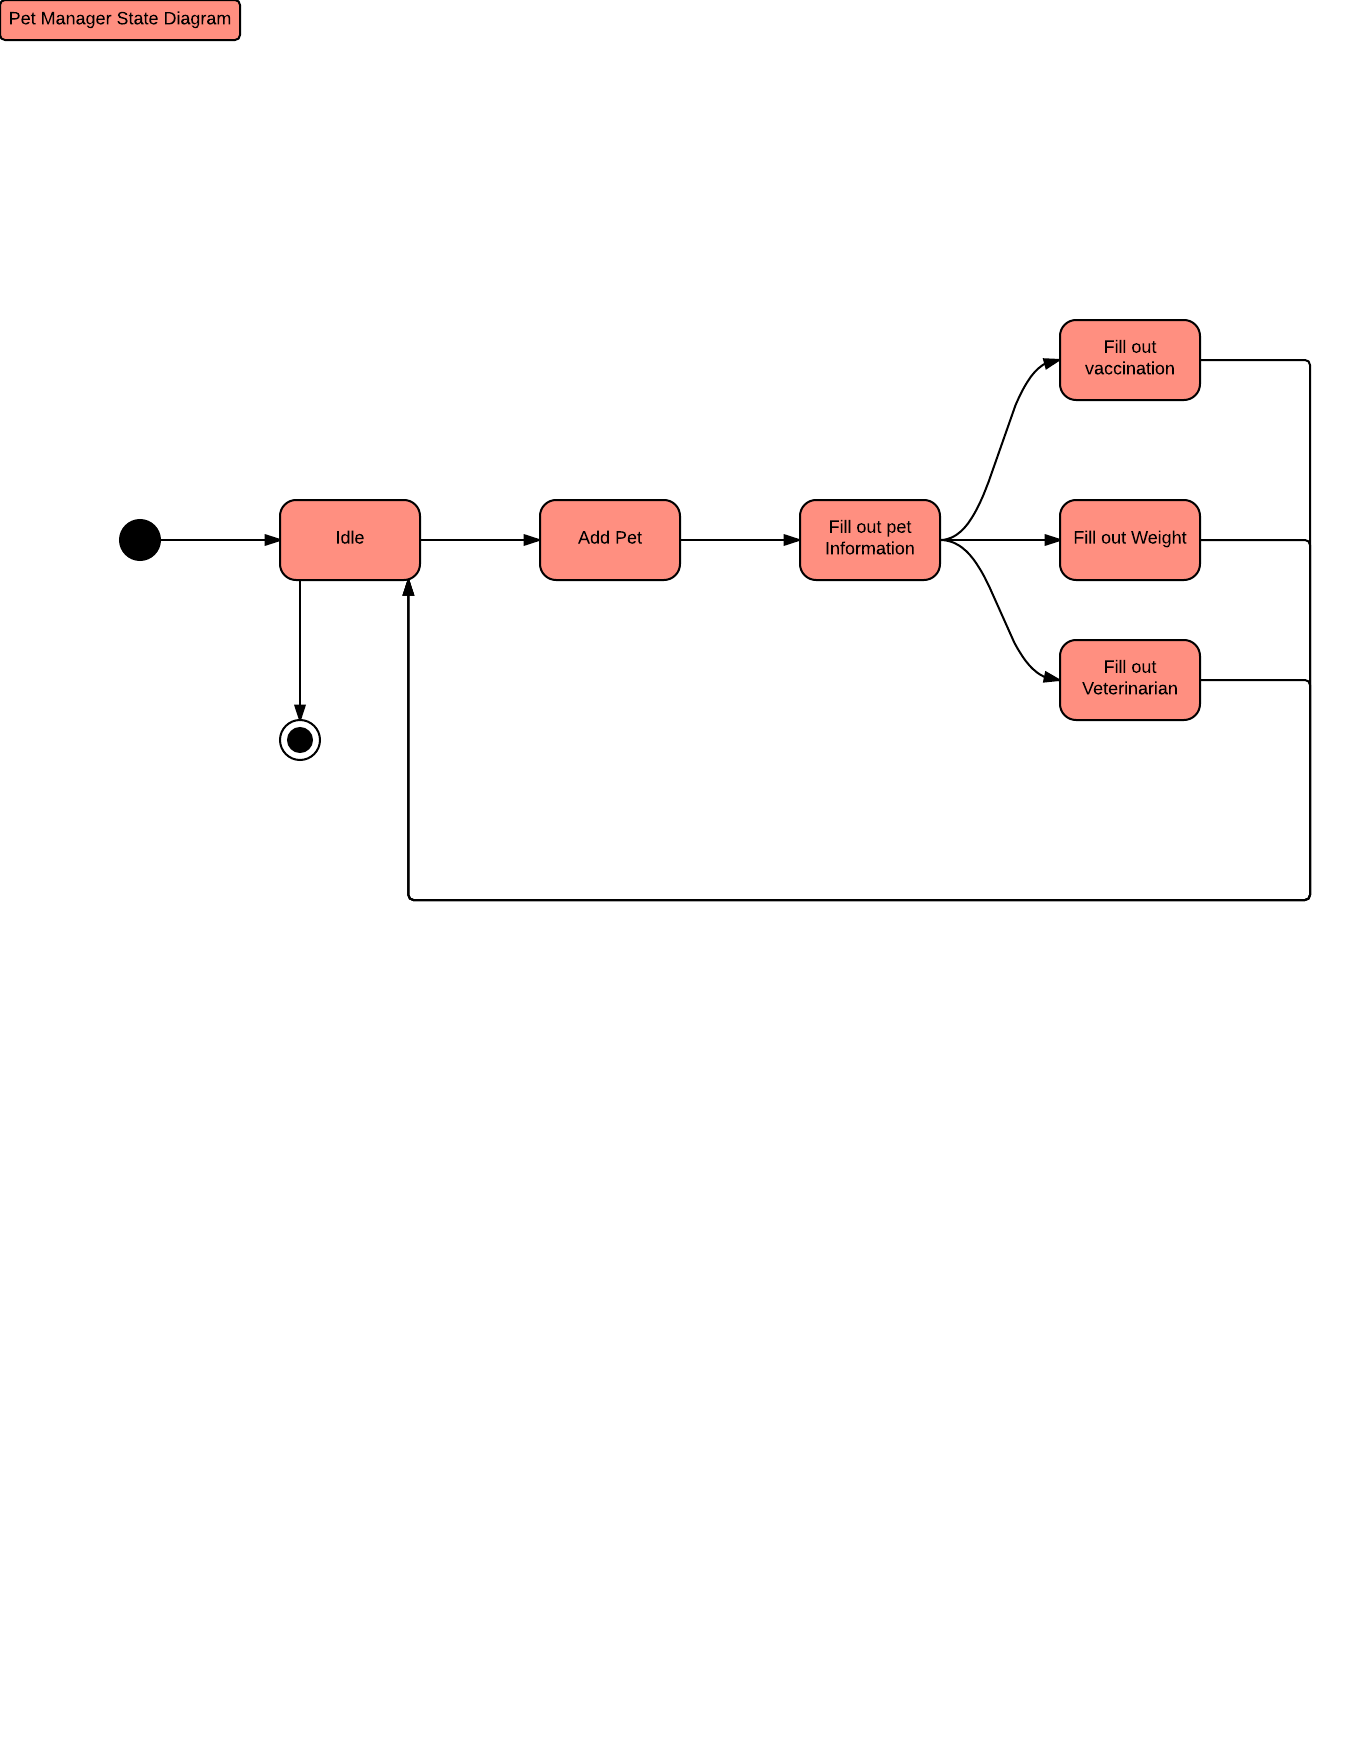 Pet Manager State Diagram
Fill out
vaccination
Idle
Add Pet
Fill out pet
Information
Fill out Weight
Fill out
Veterinarian